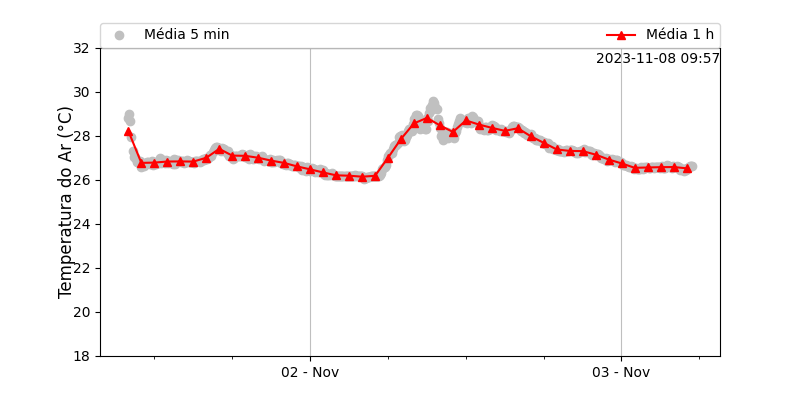 Média 5 min
Média 1 h
2023-11-08 09:57
Temperatura do Ar (°C)
32
30
28
26
24
22
20
18
02 - Nov
03 - Nov